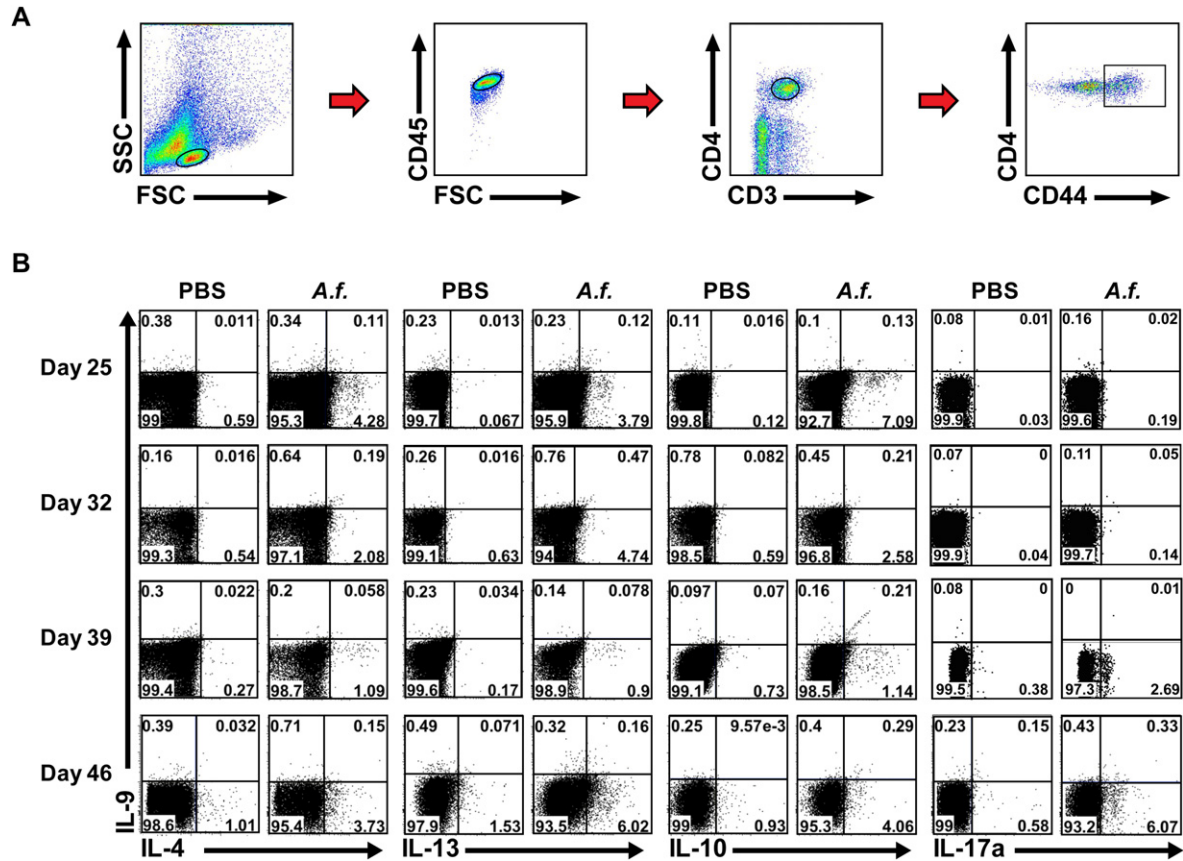 A
SSC
FSC
CD45
FSC
CD4
CD3
CD4
CD44
B
PBS A.f. PBS A.f. PBS A.f. PBS A.f.
Day 25
0.38 0.011 0.34 0.11 0.23 0.013 0.23 0.12 0.11 0.016 0.1 0.13 0.08 0.01 0.16 0.02
99 0.59 95.3 4.28 99.7 0.067 95.9 3.79 99.8 0.12 92.7 7.09 99.9 0.03 99.6 0.19
Day 32
0.16 0.016 0.64 0.19 0.26 0.016 0.76 0.47 0.78 0.082 0.45 0.21 0.07 0 0.11 0.05
99.3 0.54 97.1 2.08 99.1 0.63 94 4.74 98.5 0.59 96.8 2.58 99.9 0.04 99.7 0.14
Day 39
0.3 0.022 0.2 0.058 0.23 0.034 0.14 0.078 0.097 0.07 0.16 0.21 0.08 0 0 0.01
99.4 0.27 98.7 1.09 99.6 0.17 98.9 0.9 99.1 0.73 98.5 1.14 99.5 0.38 97.3 2.69
Day 46
0.39 0.032 0.71 0.15 0.49 0.071 0.32 0.16 0.25 9.57e-3 0.4 0.29 0.23 0.15 0.43 0.33
98.6 1.01 95.4 3.73 97.9 1.53 93.5 6.02 99 0.93 95.3 4.06 99 0.58 93.2 6.07
IL-9
IL-4 IL-13 IL-10 IL-17a